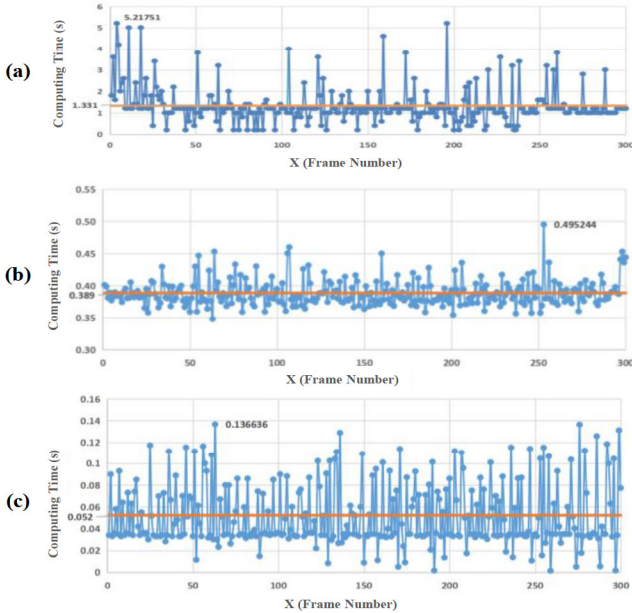 (a)
Computing Time (s)
6
5
4
3
2
1
0
1.331
5.21751
0 50 100 150 200 250 300
X (Frame Number)
(b)
Computing Time (s)
0.55
0.50
0.45
0.40
0.35
0.30
0.389
0.495244
0 50 100 150 200 250 300
X (Frame Number)
(c)
Computing Time (s)
0.16
0.14
0.12
0.1
0.08
0.06
0.04
0.02
0
0.052
0.136636
0 50 100 150 200 250 300
X (Frame Number)